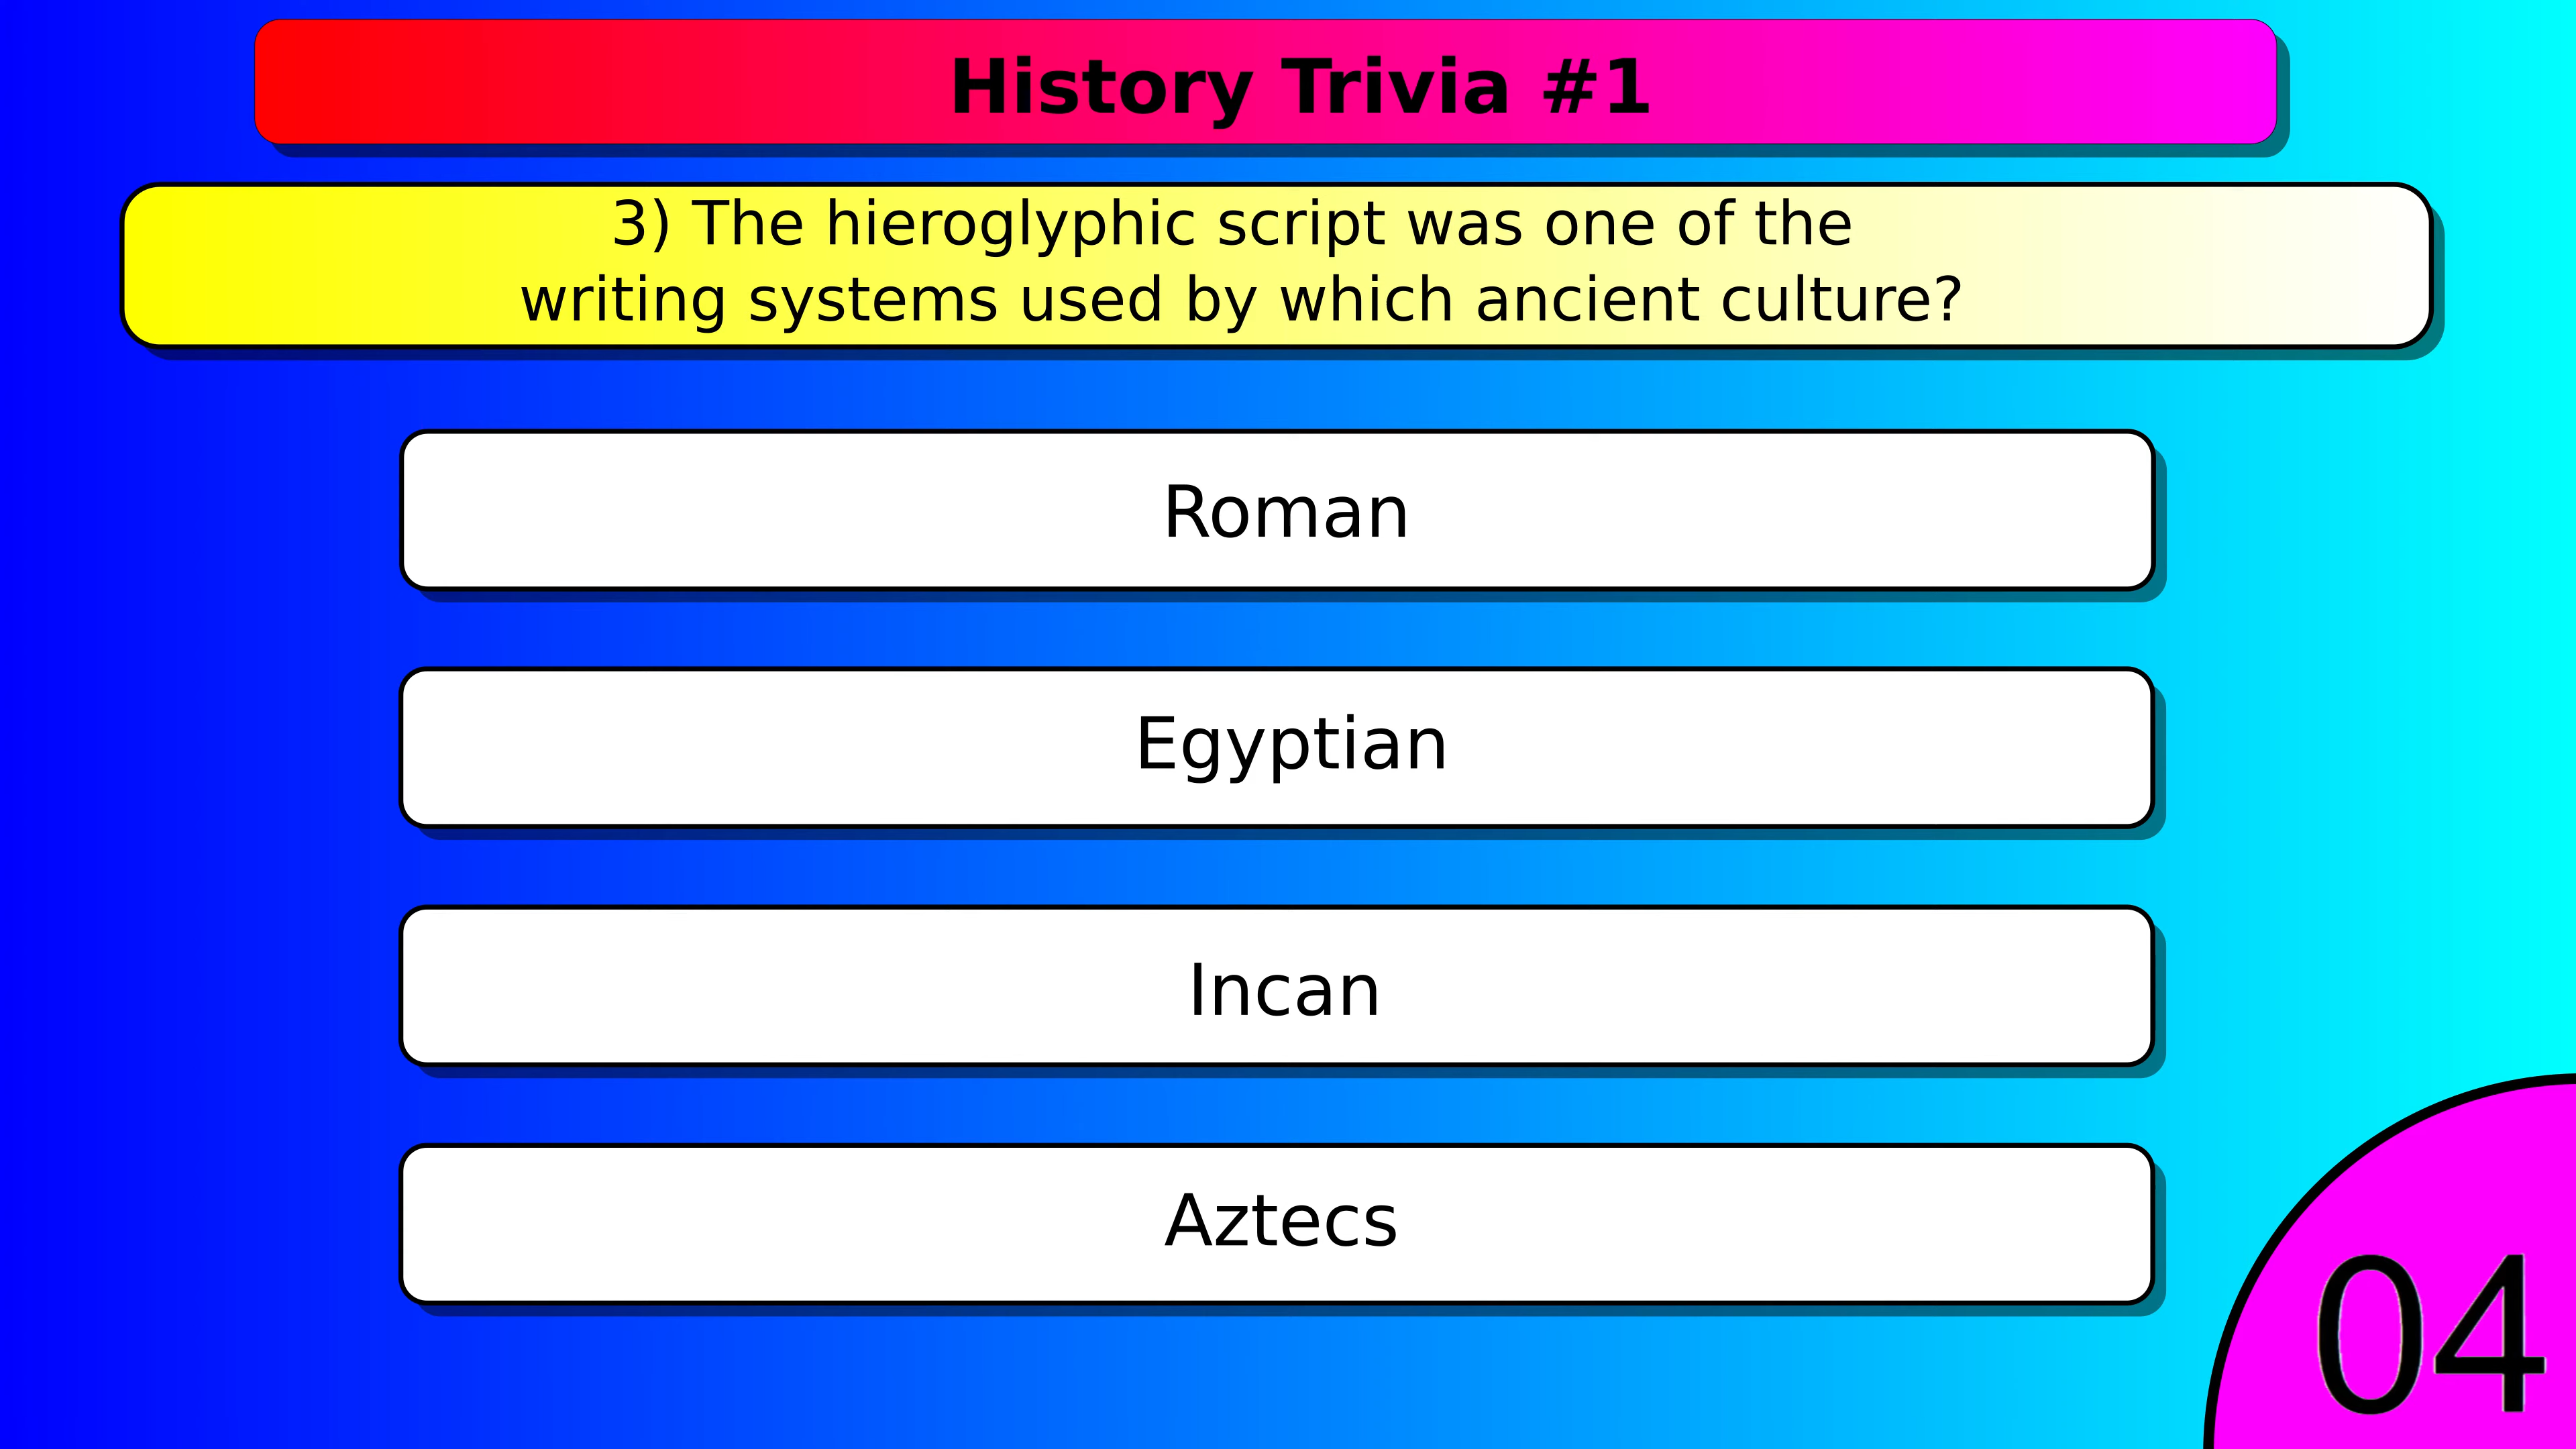 History Trivia #1
3) The hieroglyphic script was one of the
writing systems used by which ancient culture?
Roman
Egyptian
Incan
Aztecs
04